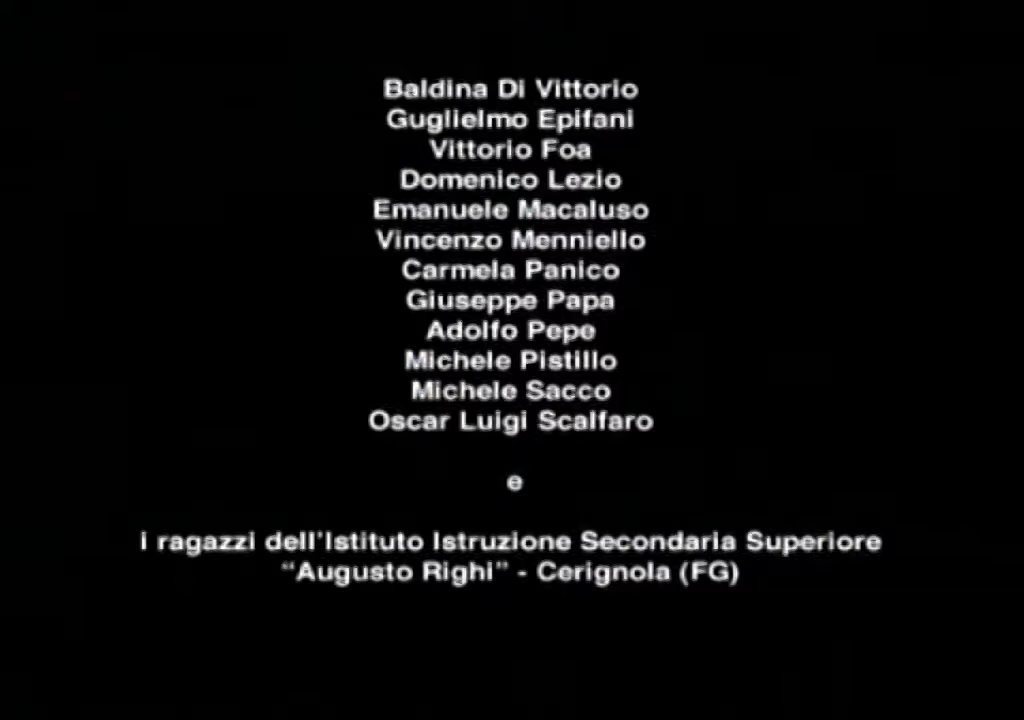 Baldina Di Vittorio
Guglielmo Epifani
Vittorio Foa
Domenico Lezio
Emanuele Macaluso
Vincenzo Menniello
Carmela Panico
Giuseppe Papa
Adolfo Pepe
Michele Pistillo
Michele Sacco
Oscar Luigi Scalfaro
e
i ragazzi dell'Istituto Istruzione Secondaria Superiore
“Augusto Righi” - Cerignola (FG)